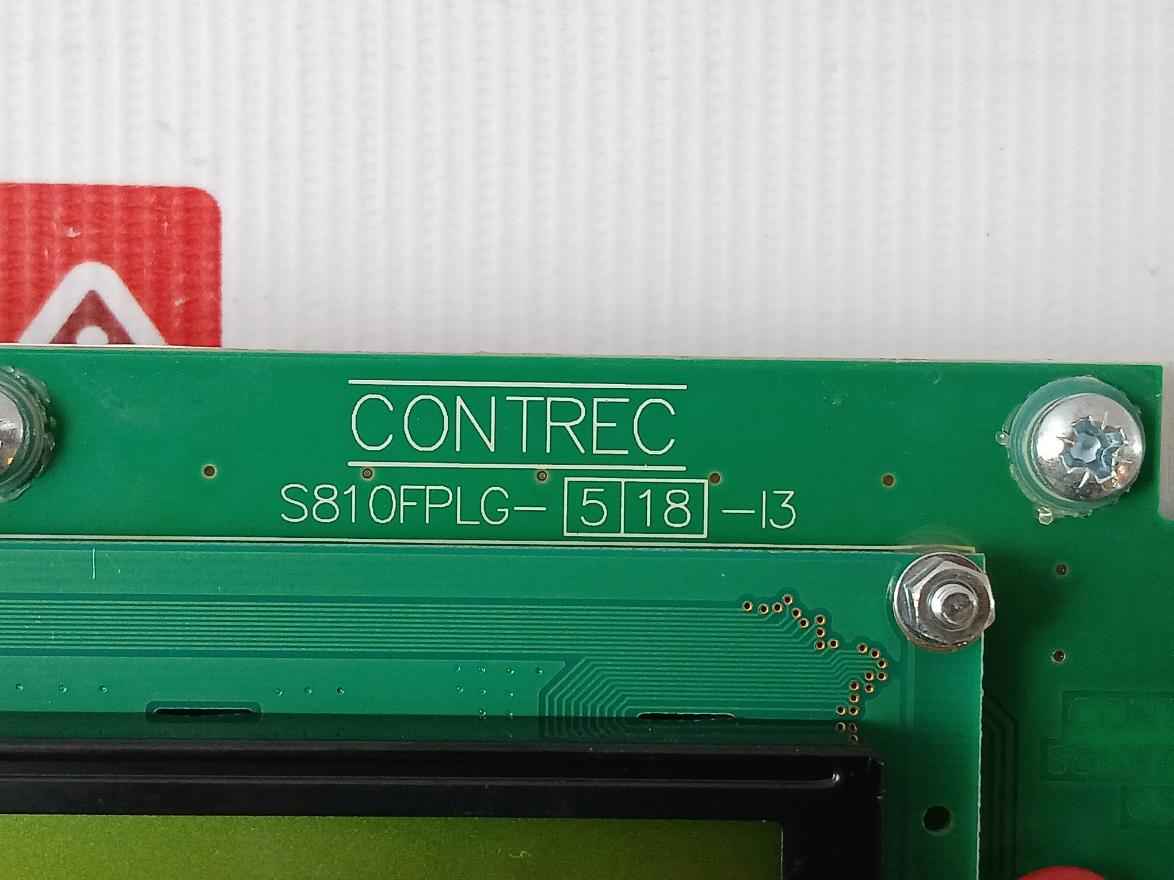 CONTREC
S810FPLG- 5 18 -I3